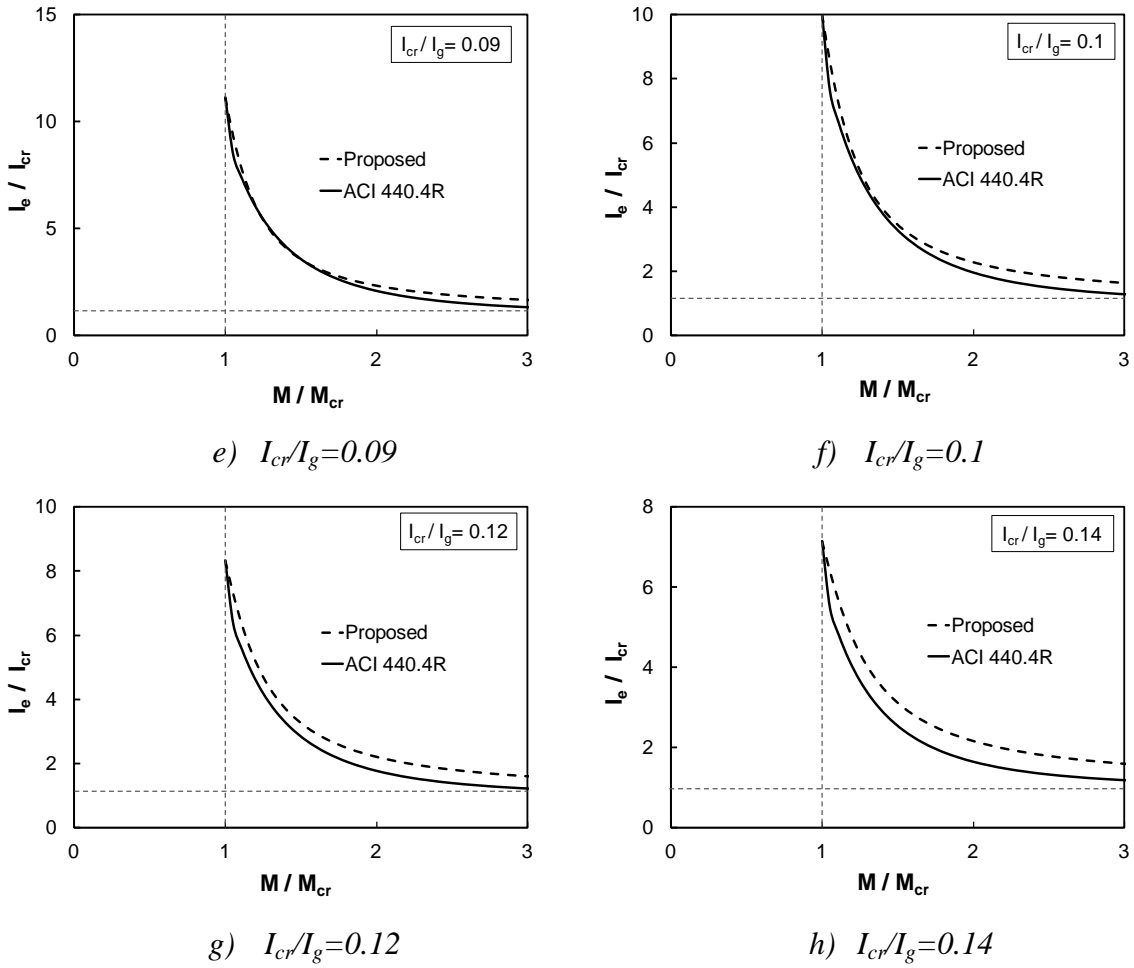 15
10
5
0
0
1
2
3
I_e / I_cr
M / M_cr
I_cr / I_g= 0.09
Proposed
ACI 440.4R
e) I_cr/I_g=0.09
10
8
6
4
2
0
0
1
2
3
I_e / I_cr
M / M_cr
I_cr / I_g= 0.1
Proposed
ACI 440.4R
f) I_cr/I_g=0.1
10
8
6
4
2
0
0
1
2
3
I_e / I_cr
M / M_cr
I_cr / I_g= 0.12
Proposed
ACI 440.4R
g) I_cr/I_g=0.12
8
6
4
2
0
0
1
2
3
I_e / I_cr
M / M_cr
I_cr / I_g= 0.14
Proposed
ACI 440.4R
h) I_cr/I_g=0.14